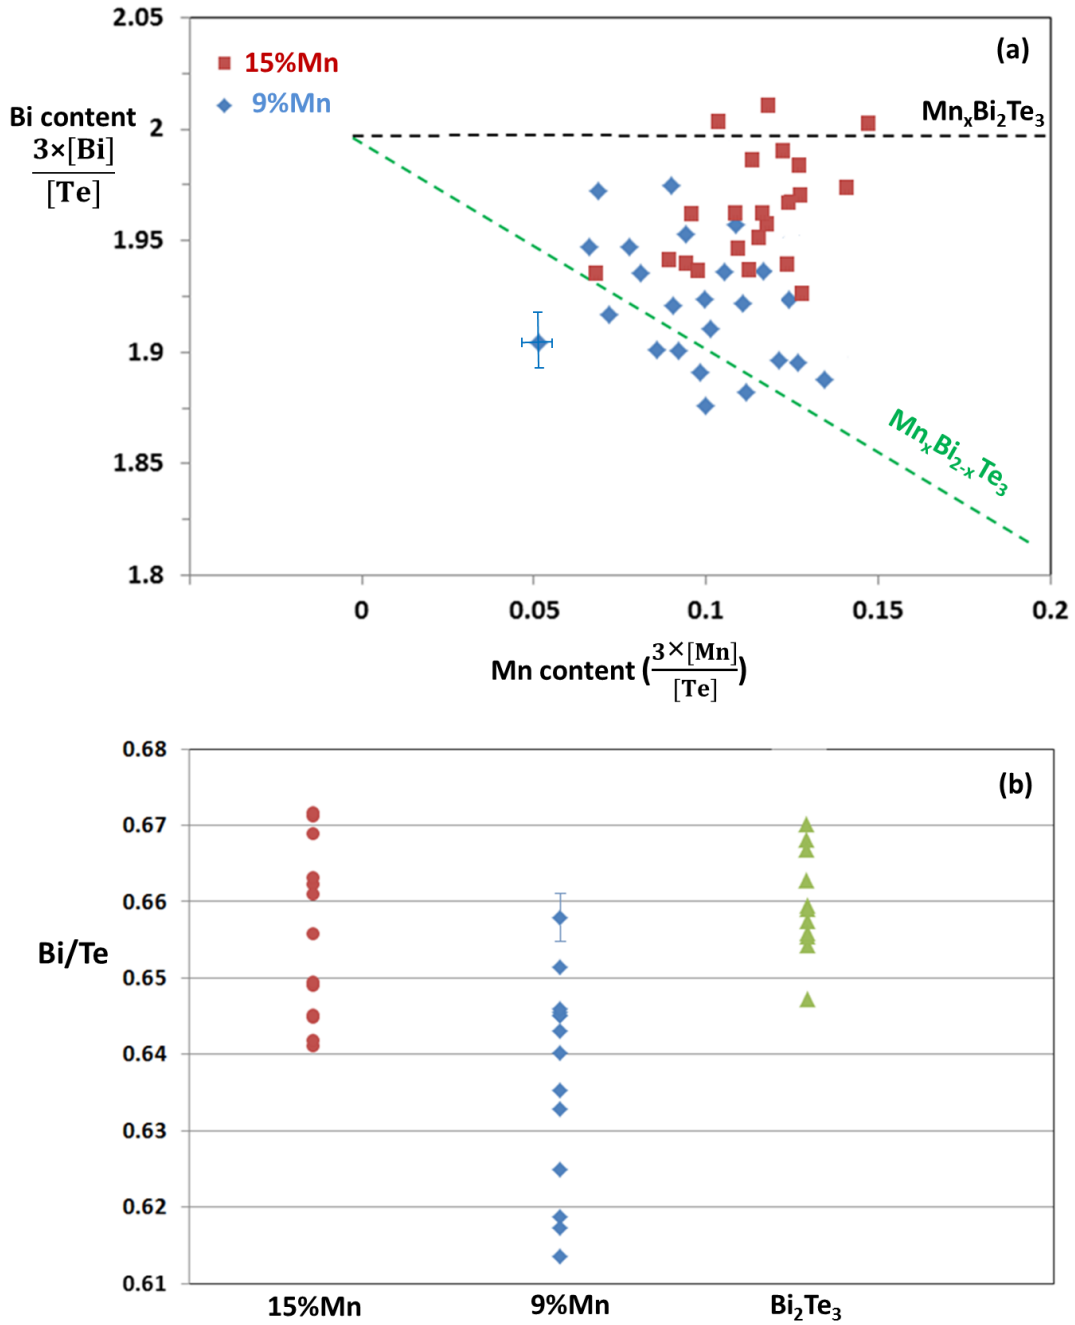 2.05
(a)
15%Mn
9%Mn
Bi content
3×[Bi]
[Te]
2
MnₓBi₂Te₃
1.95
1.9
1.85
MnₓBi₂₋ₓTe₃
1.8
0 0.05 0.1 0.15 0.2
Mn content (3×[Mn]/[Te])
0.68
(b)
0.67
0.66
Bi/Te
0.65
0.64
0.63
0.62
0.61
15%Mn 9%Mn Bi₂Te₃